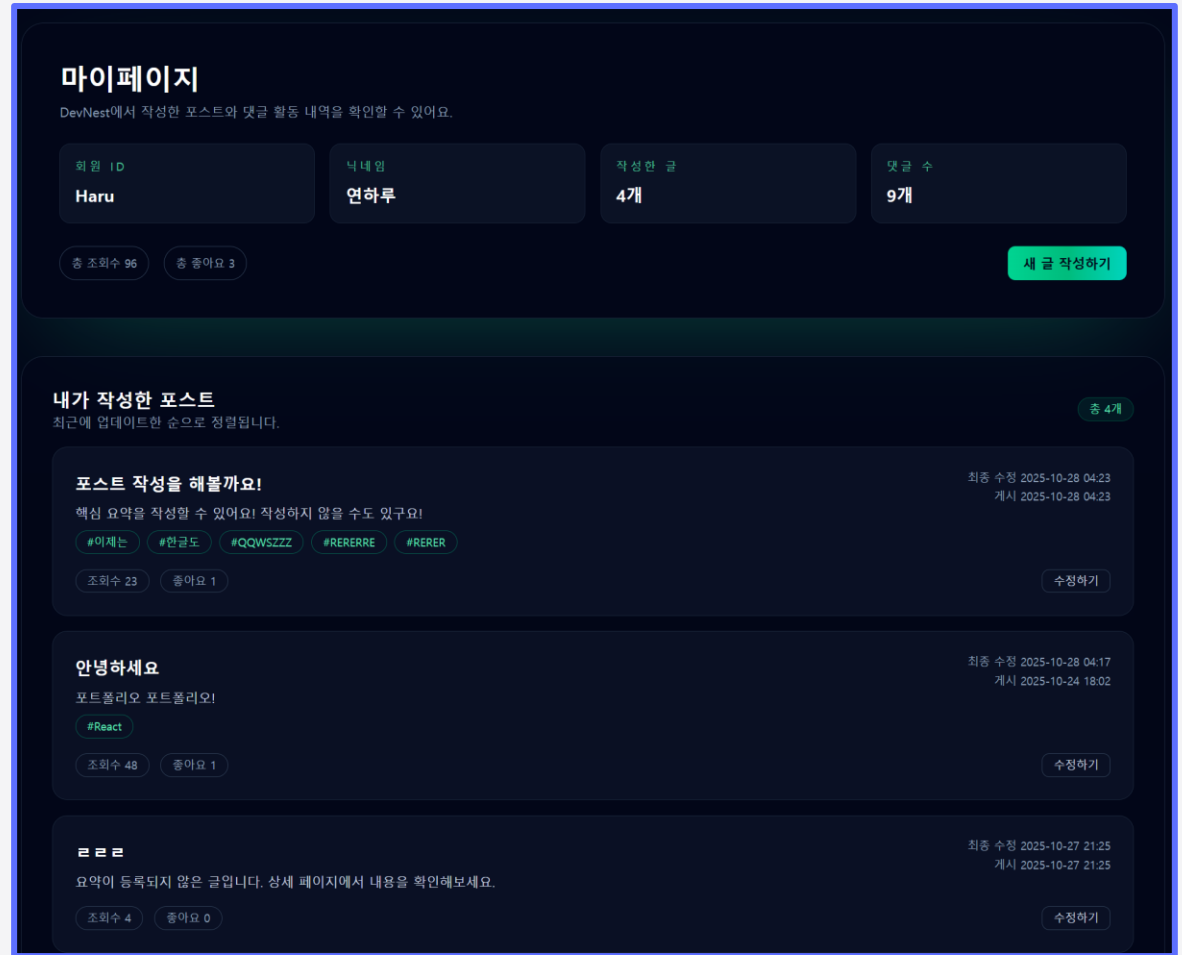 마이페이지
DevNest에서 작성한 포스트와 댓글 활동 내역을 확인할 수 있어요.
회원 ID
Haru
닉네임
연하루
작성한 글
4개
댓글 수
9개
총 조회수 96
총 좋아요 3
새 글 작성하기
내가 작성한 포스트
최근에 업데이트한 순으로 정렬됩니다.
총 4개
포스트 작성을 해볼까요!
최종 수정 2025-10-28 04:23
게시 2025-10-28 04:23
핵심 요약을 작성할 수 있어요! 작성하지 않을 수도 있구요!
#이제는 #한글도 #QQWSZZZ #RERERRE #RERER
조회수 23 좋아요 1
수정하기
안녕하세요
최종 수정 2025-10-28 04:17
게시 2025-10-24 18:02
포트폴리오 포트폴리오!
#React
조회수 48 좋아요 1
수정하기
ㄹㄹㄹ
최종 수정 2025-10-27 21:25
게시 2025-10-27 21:25
요약이 등록되지 않은 글입니다. 상세 페이지에서 내용을 확인해보세요.
조회수 4 좋아요 0
수정하기